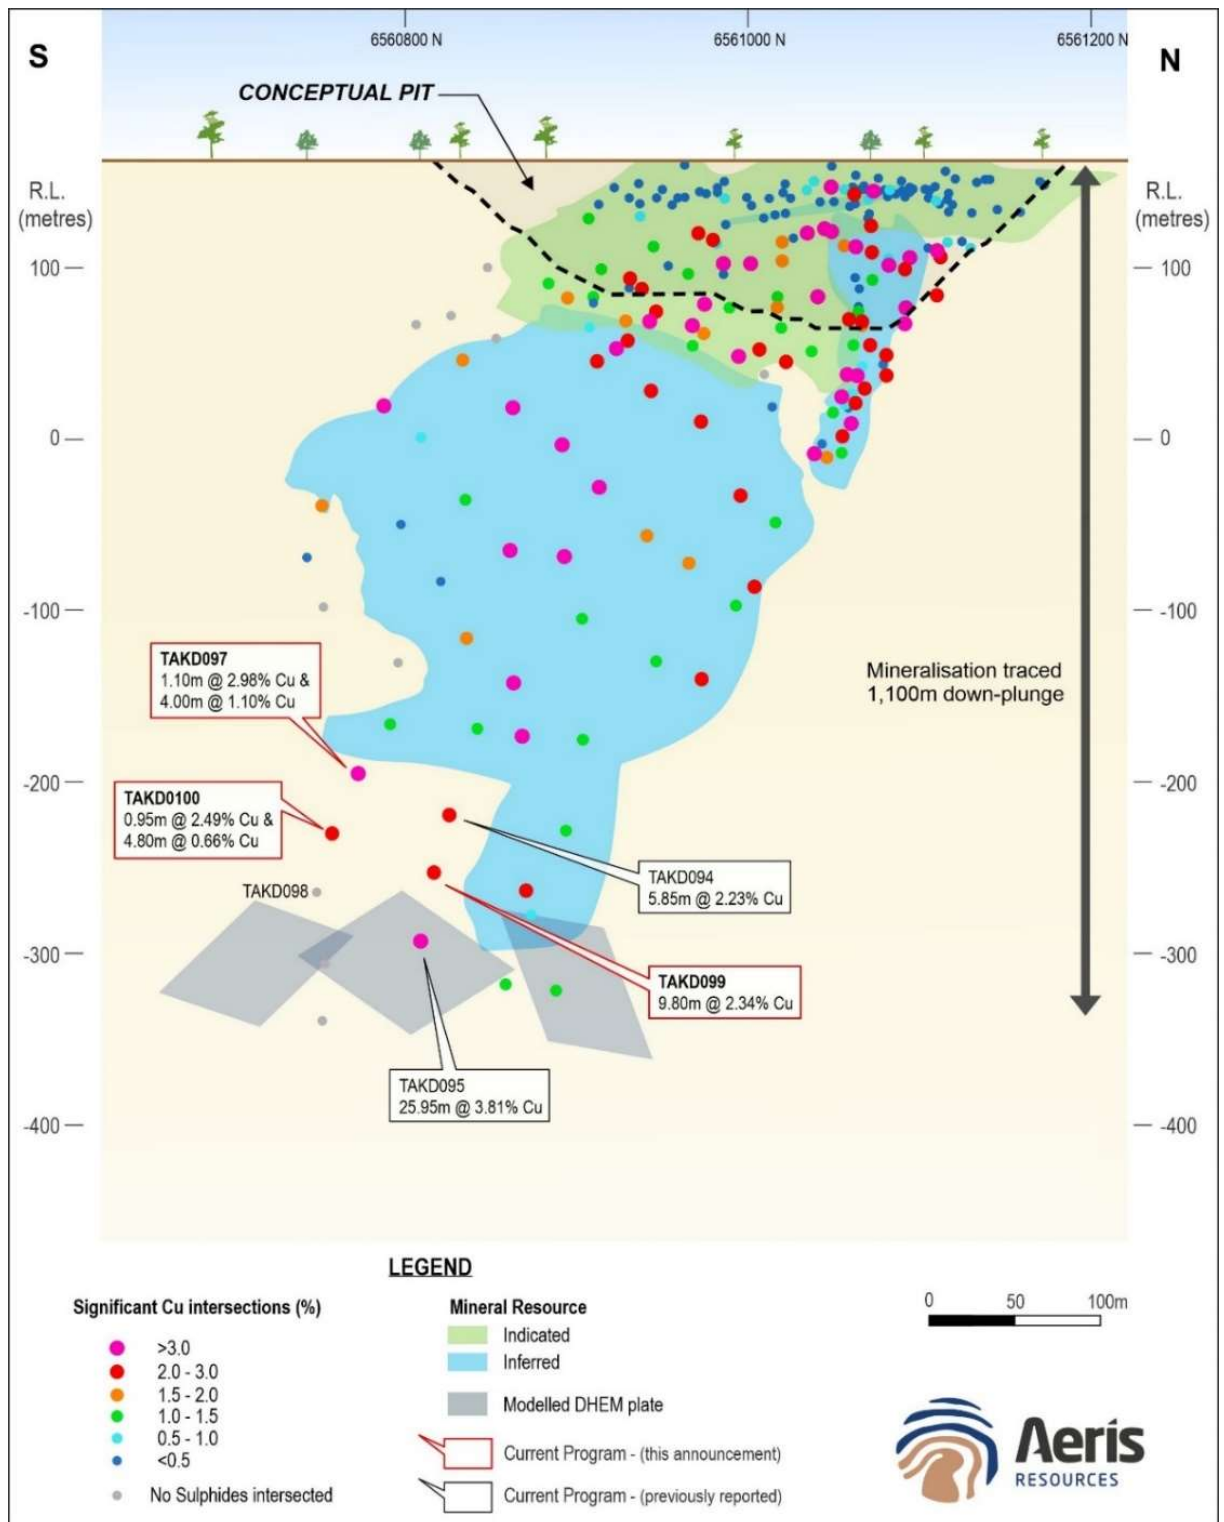 6560800 N
6561000 N
6561200 N
S
N
CONCEPTUAL PIT
R.L.
(metres)
R.L.
(metres)
100
100
0
0
-100
-100
Mineralisation traced
1,100m down-plunge
TAKD097
1.10m @ 2.98% Cu &
4.00m @ 1.10% Cu
-200
-200
TAKD0100
0.95m @ 2.49% Cu &
4.80m @ 0.66% Cu
TAKD094
5.85m @ 2.23% Cu
TAKD098
-300
-300
TAKD099
9.80m @ 2.34% Cu
TAKD095
25.95m @ 3.81% Cu
-400
-400
LEGEND
Significant Cu intersections (%)
>3.0
2.0 - 3.0
1.5 - 2.0
1.0 - 1.5
0.5 - 1.0
<0.5
No Sulphides intersected
Mineral Resource
Indicated
Inferred
Modelled DHEM plate
Current Program - (this announcement)
Current Program - (previously reported)
0 50 100m
Aeris
RESOURCES